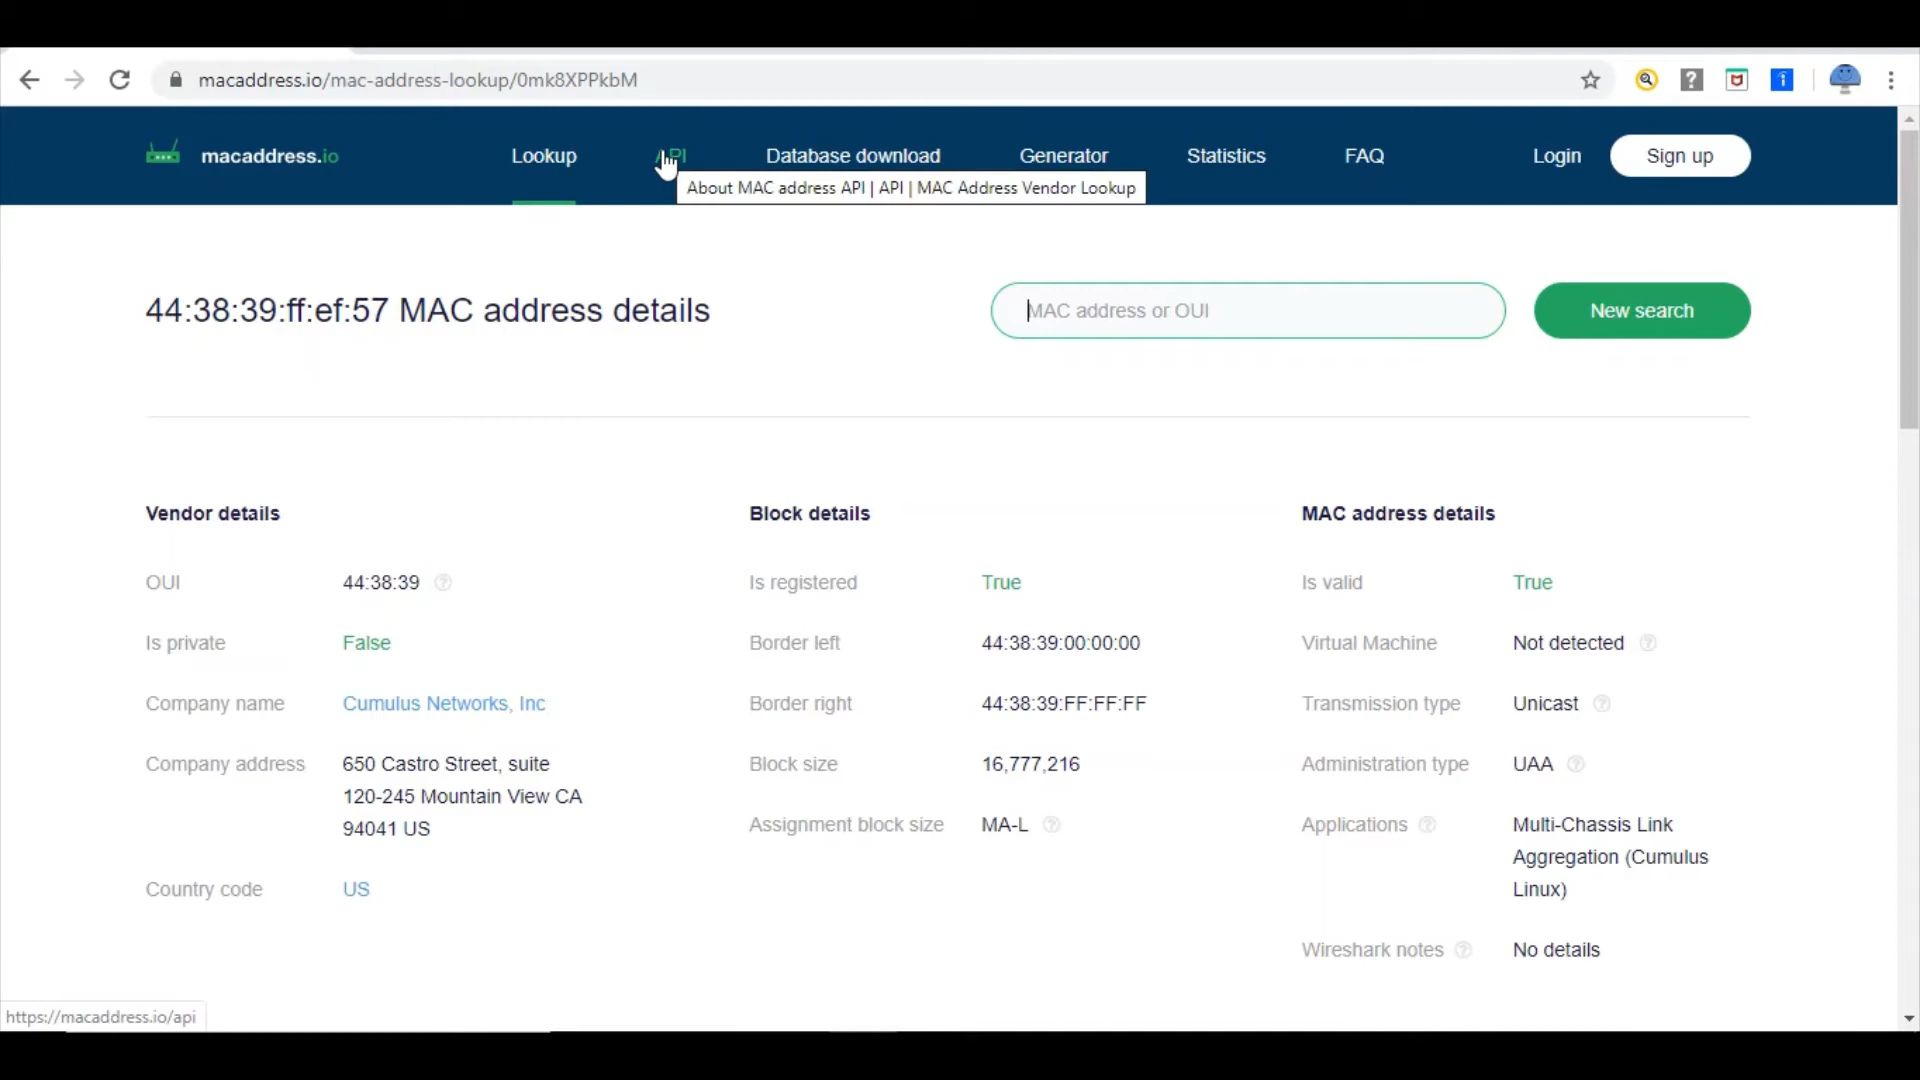 macaddress.io/mac-address-lookup/0mk8XPPkbM
macaddress.io
Lookup
API
Database download
Generator
Statistics
FAQ
Login
Sign up
About MAC address API | API | MAC Address Vendor Lookup
44:38:39:ff:ef:57 MAC address details
MAC address or OUI
New search
Vendor details
OUI 44:38:39 ?
Is private False
Company name Cumulus Networks, Inc
Company address 650 Castro Street, suite
120-245 Mountain View CA
94041 US
Country code US
Block details
Is registered True
Border left 44:38:39:00:00:00
Border right 44:38:39:FF:FF:FF
Block size 16,777,216
Assignment block size MA-L ?
MAC address details
Is valid True
Virtual Machine Not detected ?
Transmission type Unicast ?
Administration type UAA ?
Applications ? Multi-Chassis Link
Aggregation (Cumulus
Linux)
Wireshark notes ? No details
https://macaddress.io/api